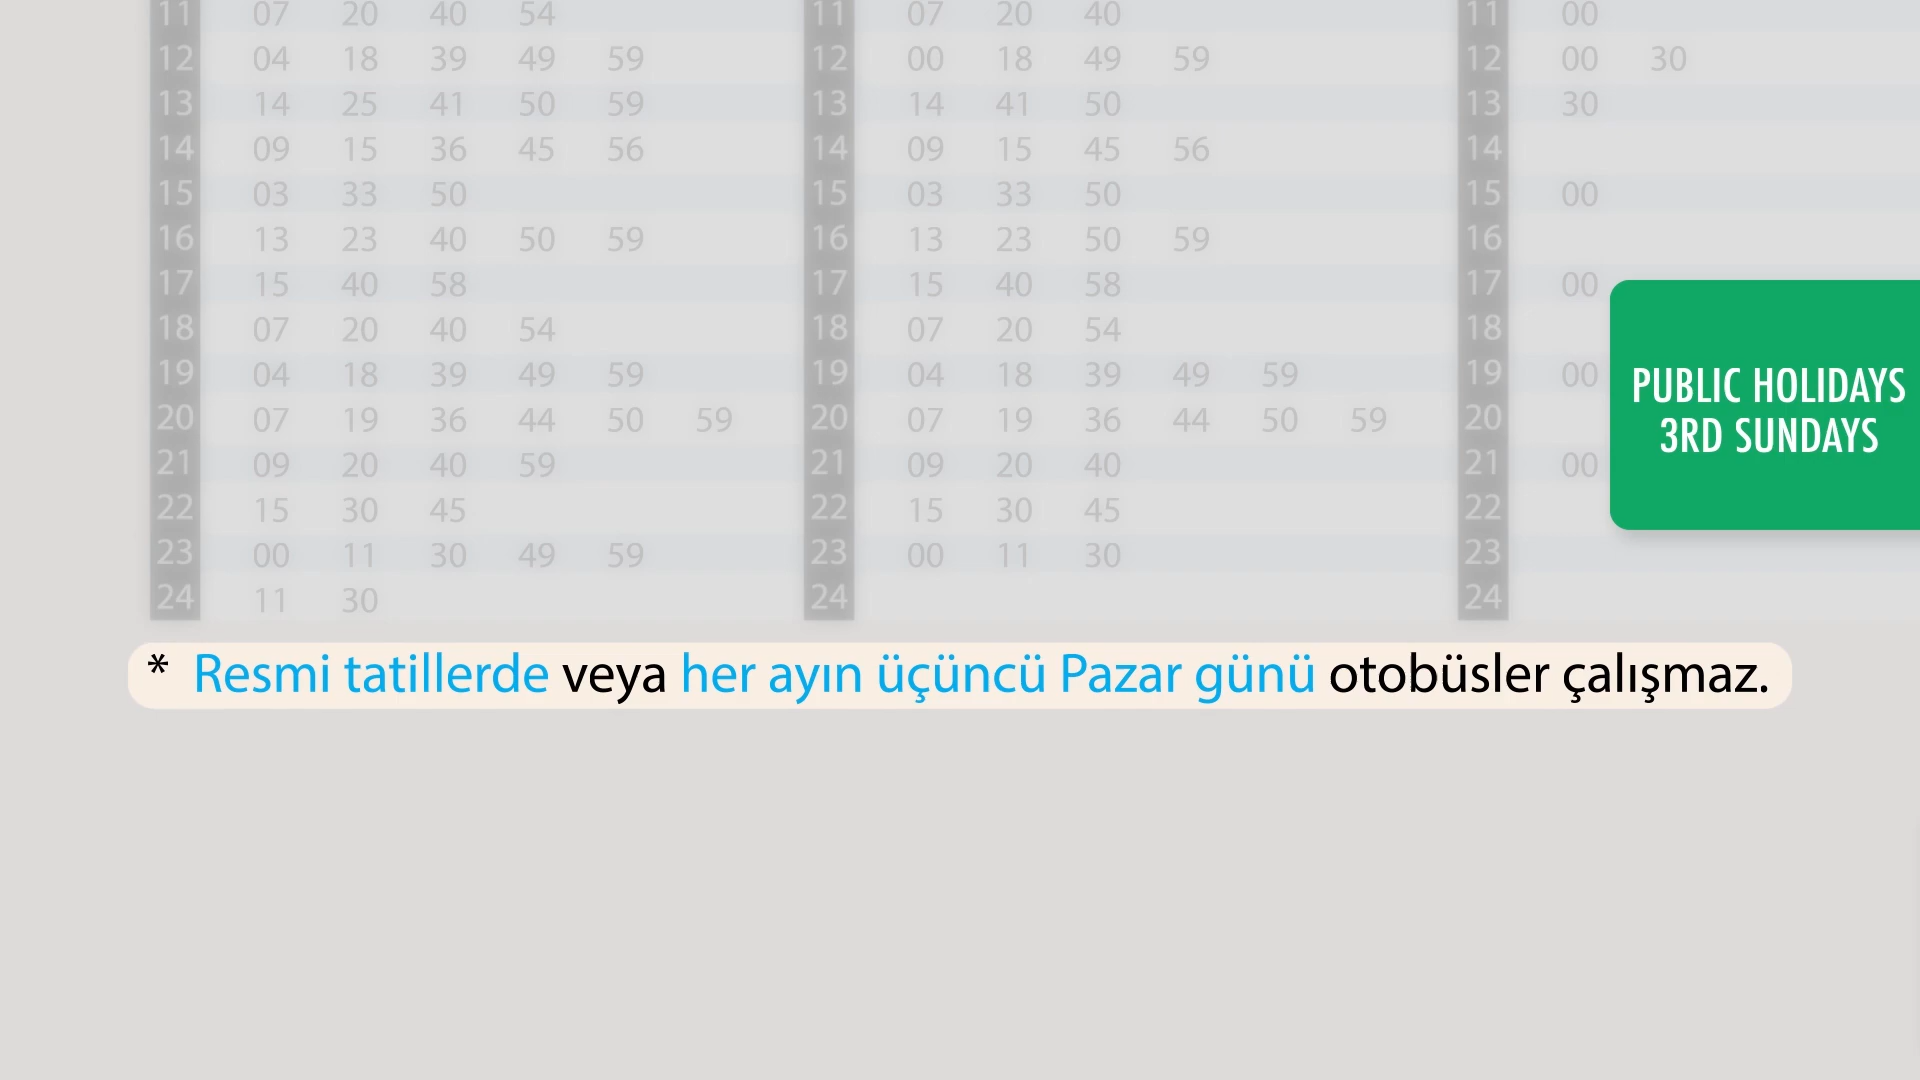 11 07 20 40 54 11 07 20 40 11 00
12 04 18 39 49 59 12 00 18 49 59 12 00 30
13 14 25 41 50 59 13 14 41 50 13 30
14 09 15 36 45 56 14 09 15 45 56 14
15 03 33 50 15 03 33 50 15 00
16 13 23 40 50 59 16 13 23 50 59 16
17 15 40 58 17 15 40 58 17 00
18 07 20 40 54 18 07 20 54 18
19 04 18 39 49 59 19 04 18 39 49 59 19 00
20 07 19 36 44 50 59 20 07 19 36 44 50 59 20
21 09 20 40 59 21 09 20 40 21 00
22 15 30 45 22 15 30 45 22
23 00 11 30 49 59 23 00 11 30 23
24 11 30 24 24
PUBLIC HOLIDAYS
3RD SUNDAYS
* Resmi tatillerde veya her ayın üçüncü Pazar günü otobüsler çalışmaz.